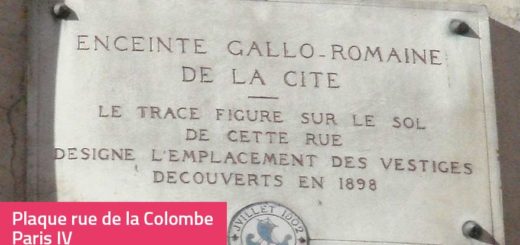 ENCEINTE GALLO-ROMAINE
DE LA CITE
LE TRACE FIGURE SUR LE SOL
DE CETTE RUE
DESIGNE L'EMPLACEMENT DES VESTIGES
DECOUVERTS EN 1898
JVILLET 1902
Plaque rue de la Colombe
Paris IV